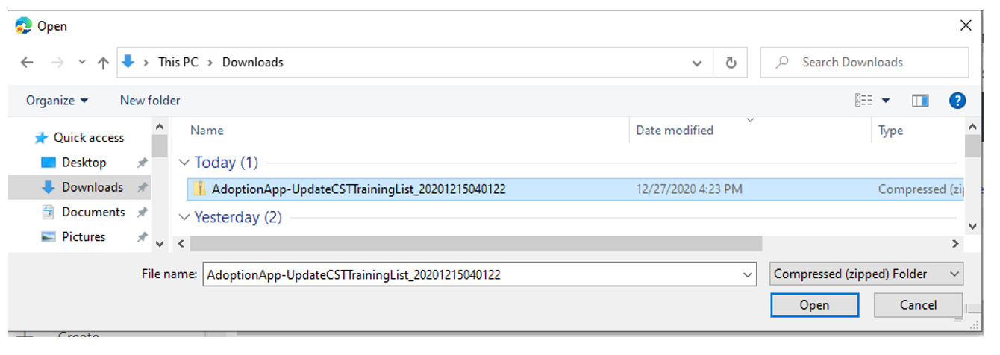 Open
This PC > Downloads
Search Downloads
Organize
New folder
Quick access
Desktop
Downloads
Documents
Pictures
Name
Date modified
Type
Today (1)
AdoptionApp-UpdateCSTTrainingList_20201215040122
12/27/2020 4:23 PM
Compressed (zi
Yesterday (2)
File name:
AdoptionApp-UpdateCSTTrainingList_20201215040122
Compressed (zipped) Folder
Open
Cancel
Create